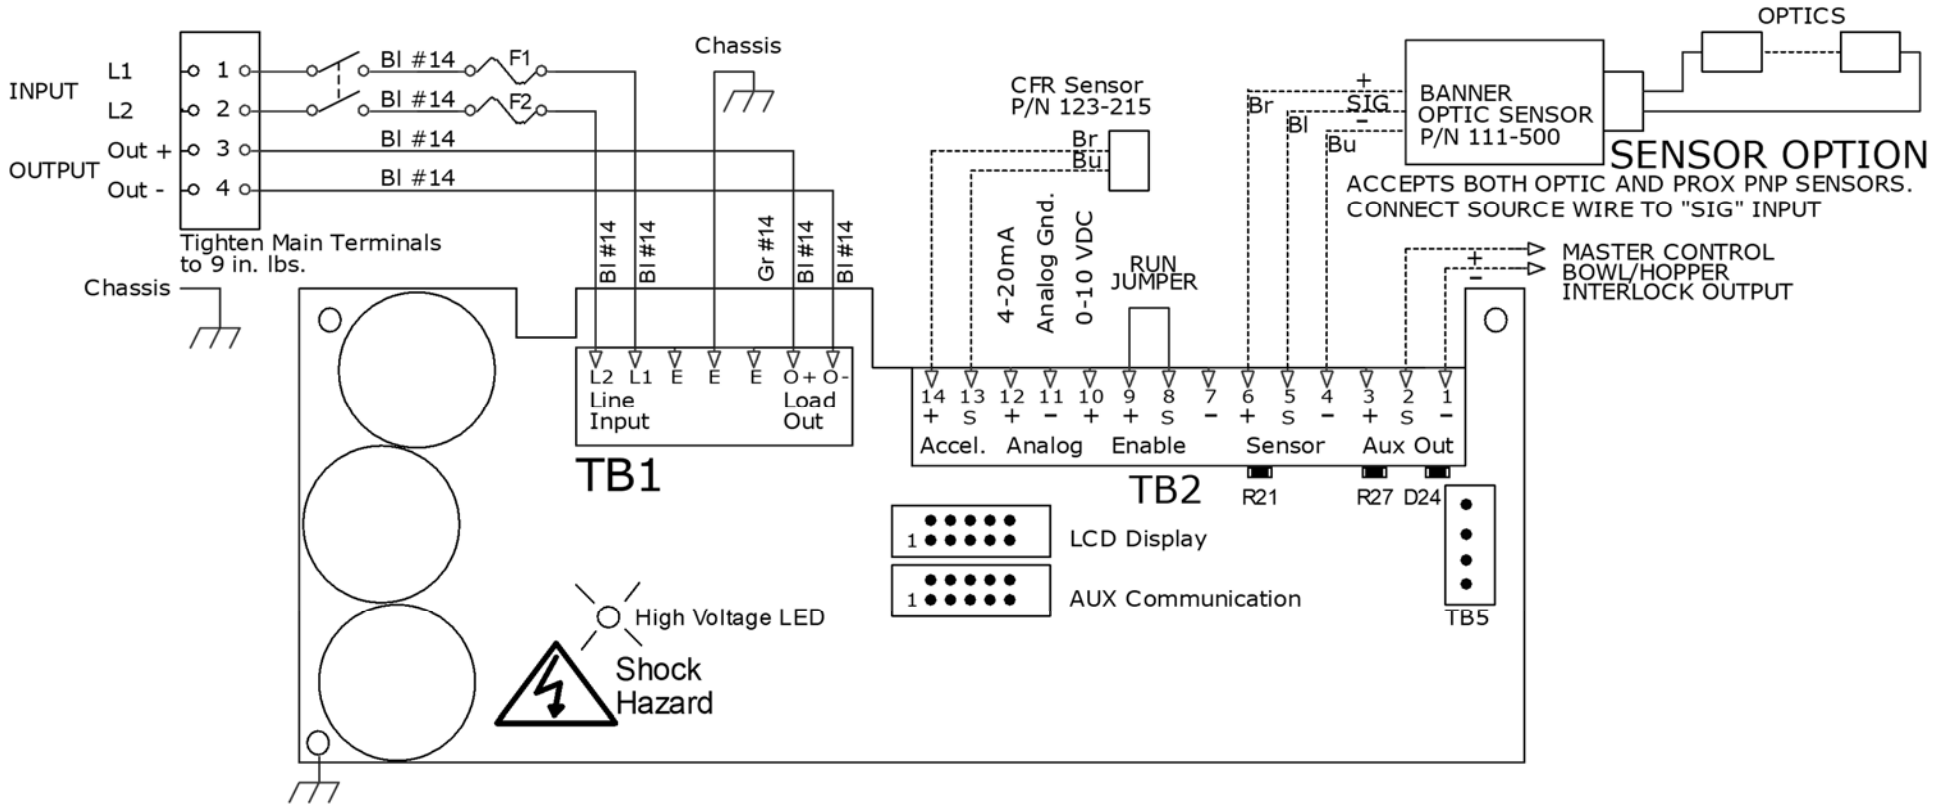 OPTICS
Chassis
INPUT
L1
1
Bl #14
F1
L2
2
Bl #14
F2
OUTPUT
Out +
3
Bl #14
Out -
4
Bl #14
Tighten Main Terminals
to 9 in. lbs.
Chassis
CFR Sensor
P/N 123-215
Br
Bu
+
SIG
-
Br
Bl
Bu
BANNER
OPTIC SENSOR
P/N 111-500
SENSOR OPTION
ACCEPTS BOTH OPTIC AND PROX PNP SENSORS.
CONNECT SOURCE WIRE TO "SIG" INPUT
+
-
MASTER CONTROL
BOWL/HOPPER
INTERLOCK OUTPUT
Bl #14
Bl #14
Gr #14
Bl #14
Bl #14
4-20mA
Analog Gnd.
0-10 VDC
RUN
JUMPER
L2 L1 E E E O+ O-
Line Load
Input Out
TB1
14 13 12 11 10 9 8 7 6 5 4 3 2 1
+ S + - + + S - + S - + S -
Accel. Analog Enable Sensor Aux Out
TB2
R21 R27 D24
1
LCD Display
1
AUX Communication
TB5
High Voltage LED
Shock
Hazard